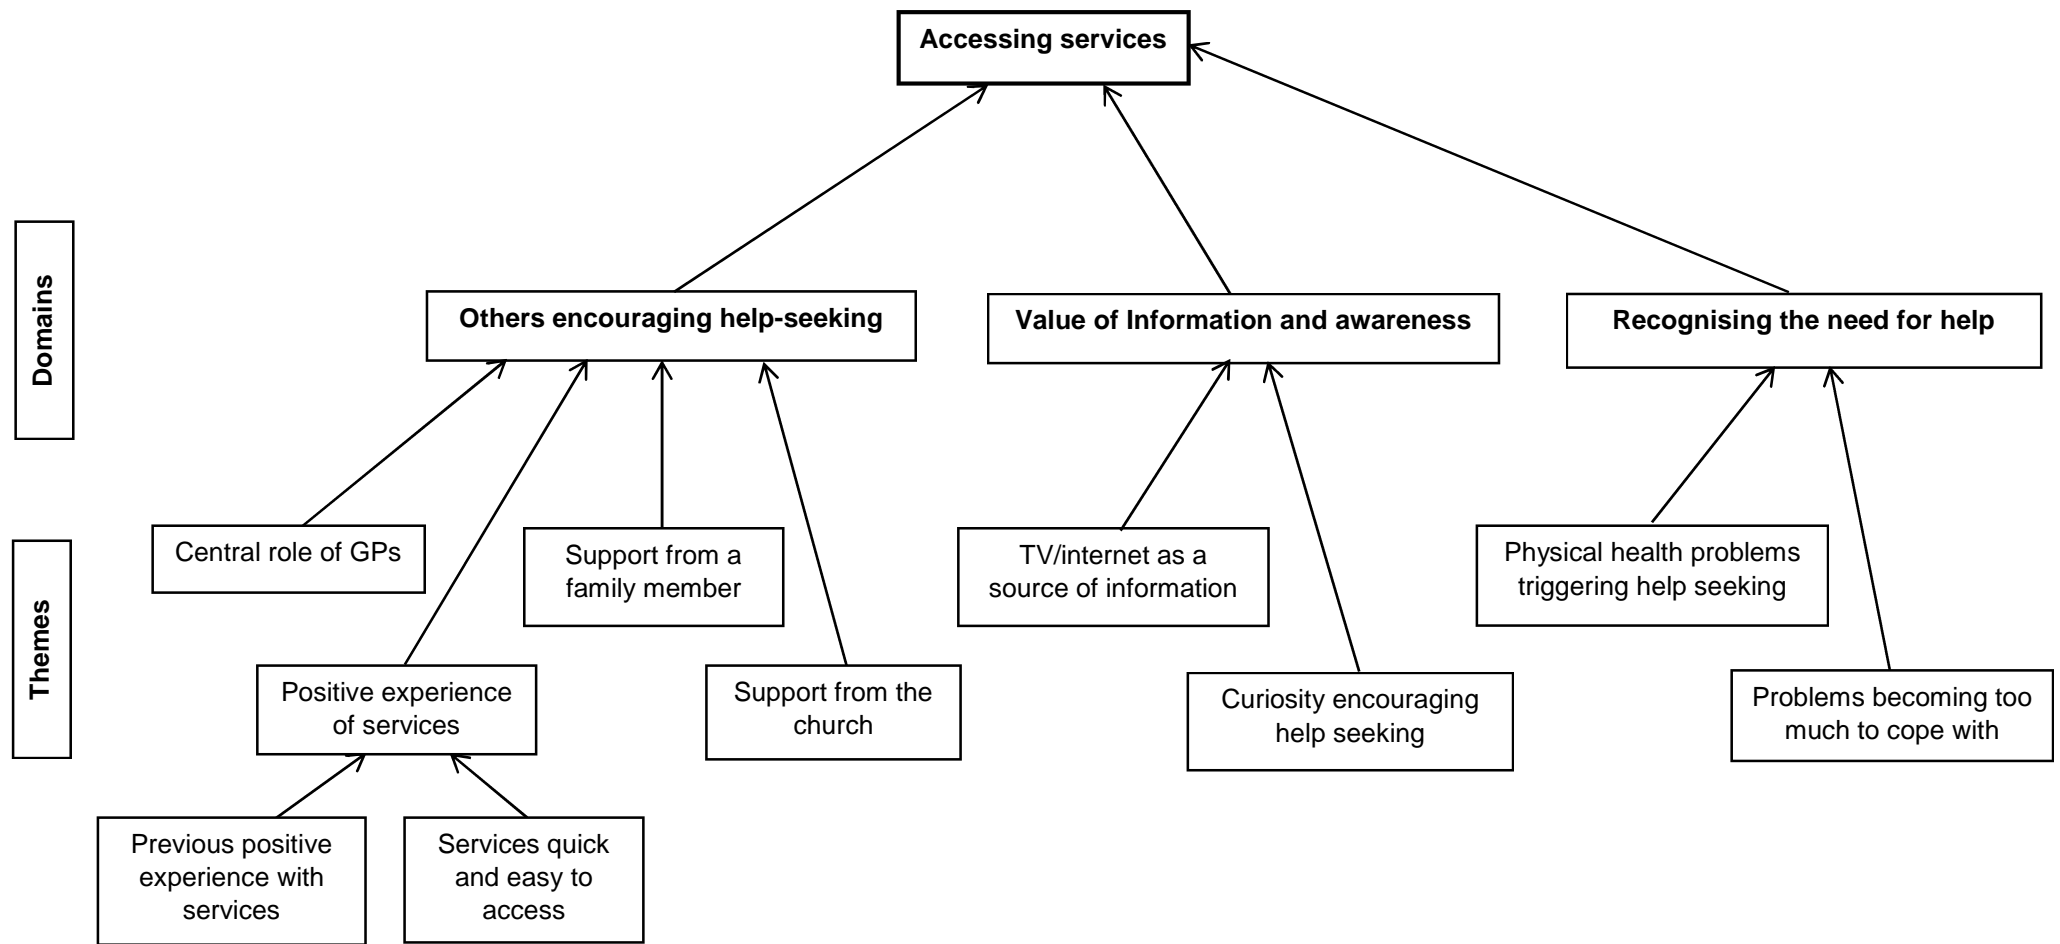 Accessing services
Domains
Others encouraging help-seeking
Value of Information and awareness
Recognising the need for help
Themes
Central role of GPs
Support from a
family member
TV/internet as a
source of information
Physical health problems
triggering help seeking
Positive experience
of services
Support from the
church
Curiosity encouraging
help seeking
Problems becoming too
much to cope with
Previous positive
experience with
services
Services quick
and easy to
access